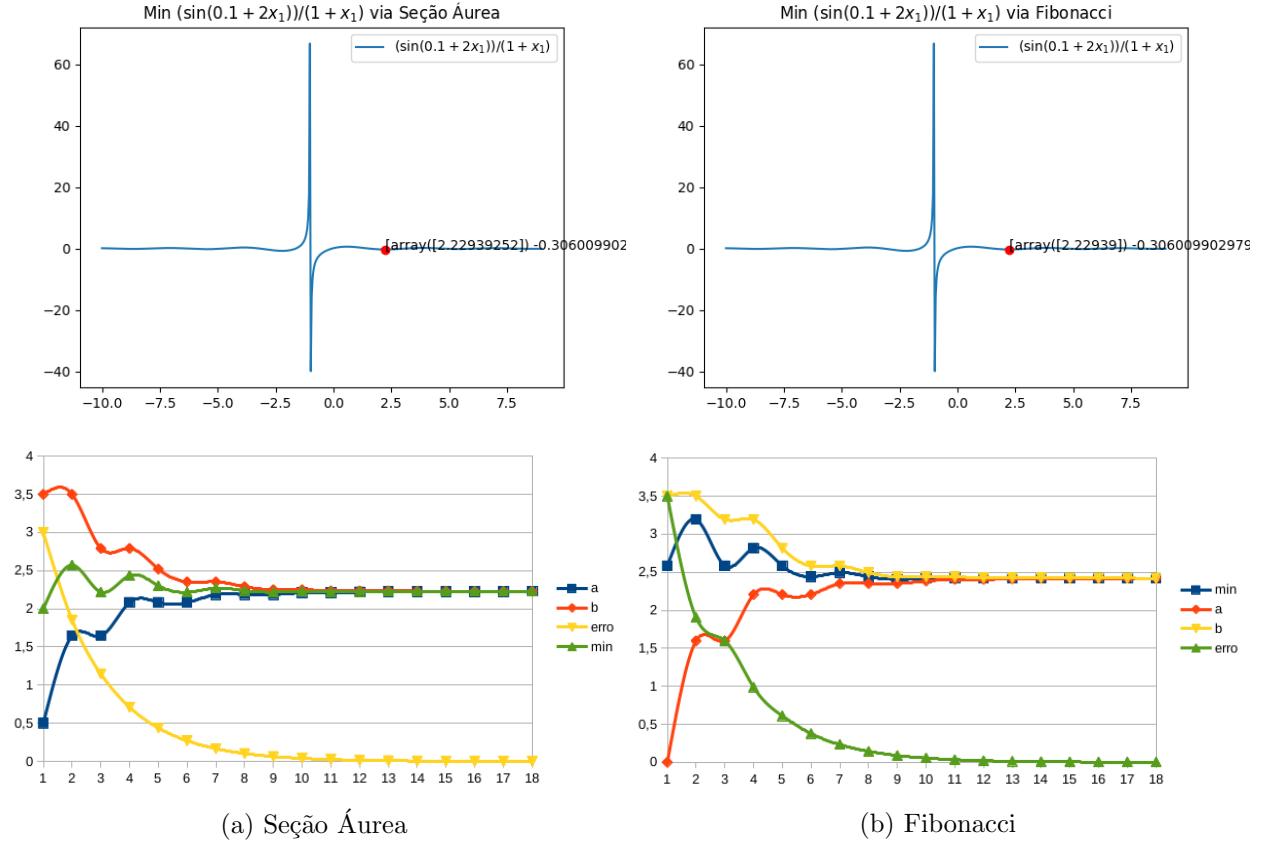 Min (sin(0.1 + 2x₁))/(1 + x₁) via Seção Áurea
(sin(0.1 + 2x₁))/(1 + x₁)
60
40
20
0
−20
−40
[array([2.22939252]) -0.306009902
−10.0 −7.5 −5.0 −2.5 0.0 2.5 5.0 7.5
Min (sin(0.1 + 2x₁))/(1 + x₁) via Fibonacci
(sin(0.1 + 2x₁))/(1 + x₁)
60
40
20
0
−20
−40
[array([2.22939]) -0.306009902979
−10.0 −7.5 −5.0 −2.5 0.0 2.5 5.0 7.5
4
3,5
3
2,5
2
1,5
1
0,5
0
1 2 3 4 5 6 7 8 9 10 11 12 13 14 15 16 17 18
a
b
erro
min
(a) Seção Áurea
4
3,5
3
2,5
2
1,5
1
0,5
0
1 2 3 4 5 6 7 8 9 10 11 12 13 14 15 16 17 18
min
a
b
erro
(b) Fibonacci